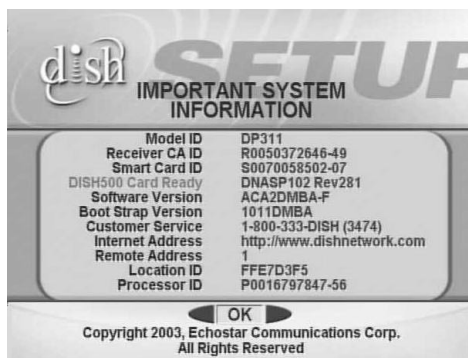 dish SETUP
IMPORTANT SYSTEM
INFORMATION
Model ID DP311
Receiver CA ID R0050372646-49
Smart Card ID S0070058502-07
DISH500 Card Ready DNASP102 Rev281
Software Version ACA2DMBA-F
Boot Strap Version 1011DMBA
Customer Service 1-800-333-DISH (3474)
Internet Address http://www.dishnetwork.com
Remote Address 1
Location ID FFE7D3F5
Processor ID P0016797847-56
OK
Copyright 2003, Echostar Communications Corp.
All Rights Reserved